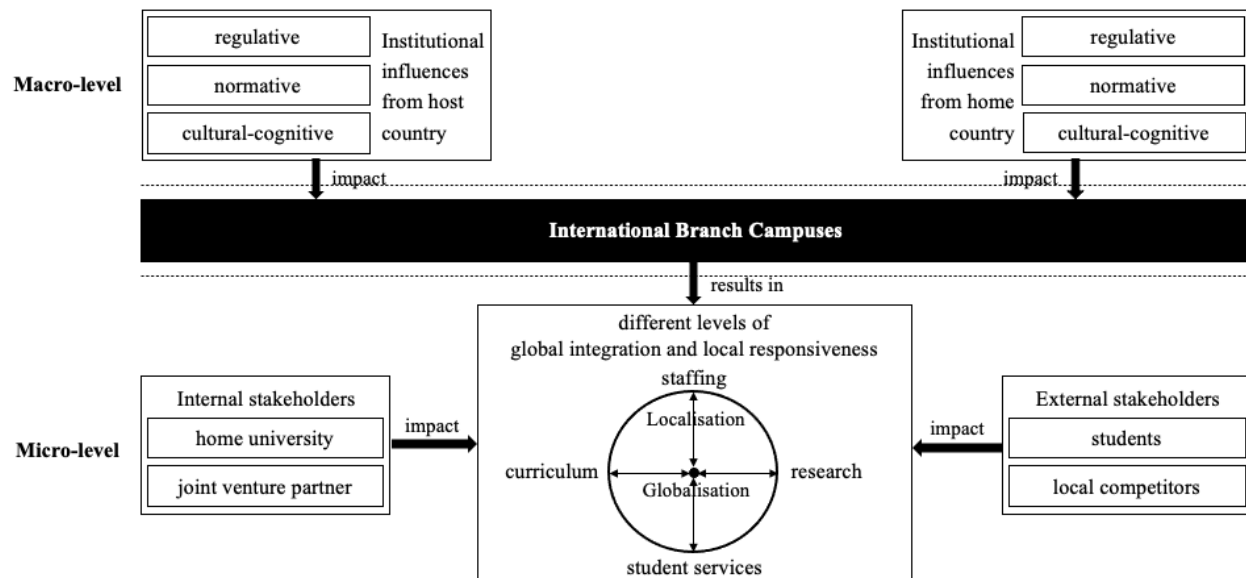 Macro-level
regulative
normative
cultural-cognitive
Institutional
influences
from host
country
Institutional
influences
from home
country
regulative
normative
cultural-cognitive
impact
impact
International Branch Campuses
results in
different levels of
global integration and local responsiveness
staffing
Localisation
curriculum
research
Globalisation
student services
Micro-level
Internal stakeholders
home university
joint venture partner
impact
impact
External stakeholders
students
local competitors